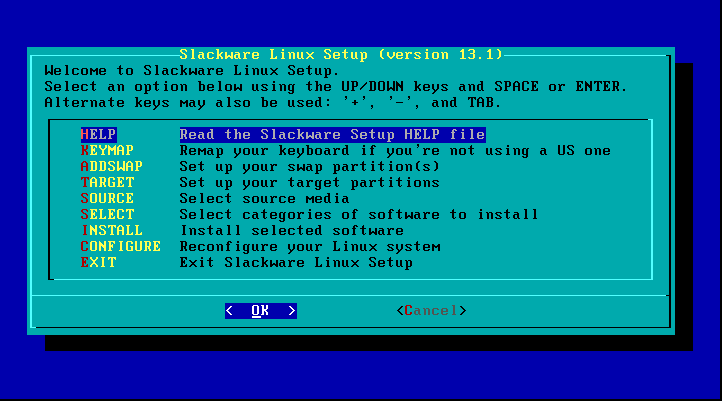 Slackware Linux Setup (version 13.1)
Welcome to Slackware Linux Setup.
Select an option below using the UP/DOWN keys and SPACE or ENTER.
Alternate keys may also be used: '+', '-', and TAB.
HELP Read the Slackware Setup HELP file
KEYMAP Remap your keyboard if you're not using a US one
ADDSWAP Set up your swap partition(s)
TARGET Set up your target partitions
SOURCE Select source media
SELECT Select categories of software to install
INSTALL Install selected software
CONFIGURE Reconfigure your Linux system
EXIT Exit Slackware Linux Setup
< OK > <Cancel>